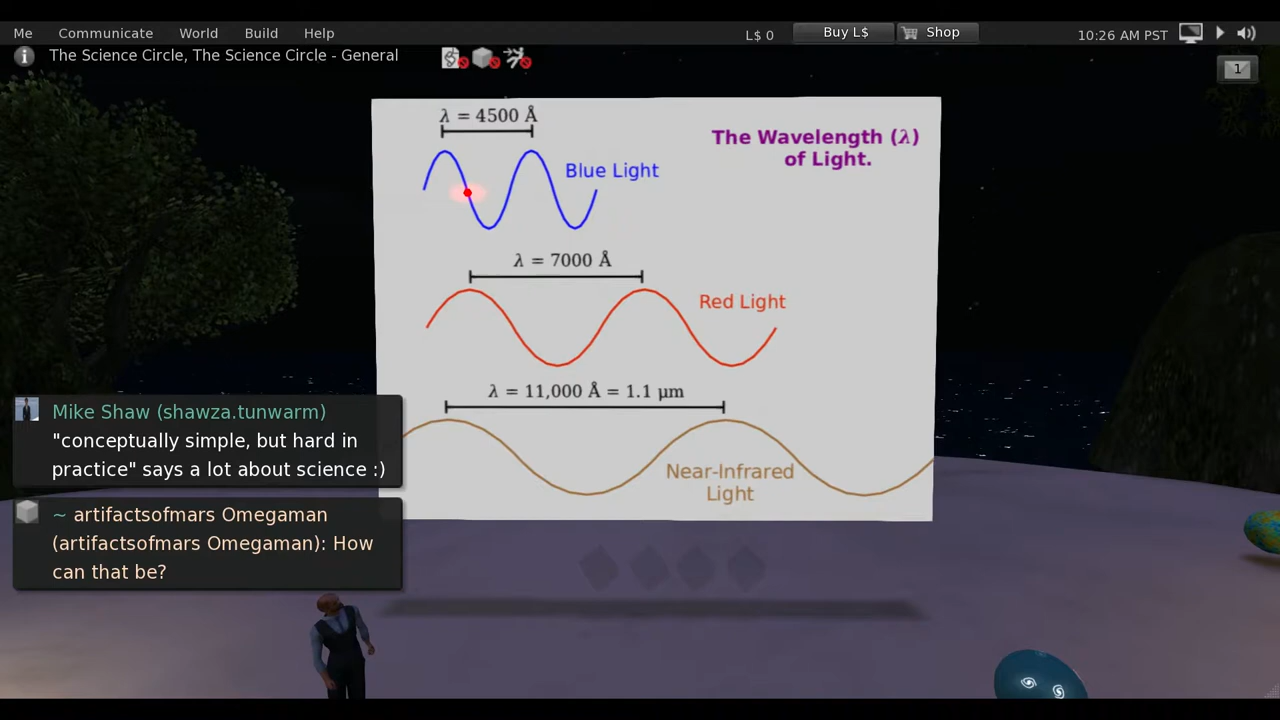 Me Communicate World Build Help L$ 0 Buy L$ Shop 10:26 AM PST
The Science Circle, The Science Circle - General
1
λ = 4500 Å
The Wavelength (λ)
of Light.
Blue Light
λ = 7000 Å
Red Light
λ = 11,000 Å = 1.1 μm
Near-Infrared
Light
Mike Shaw (shawza.tunwarm)
"conceptually simple, but hard in
practice" says a lot about science :)
~ artifactsofmars Omegaman
(artifactsofmars Omegaman): How
can that be?